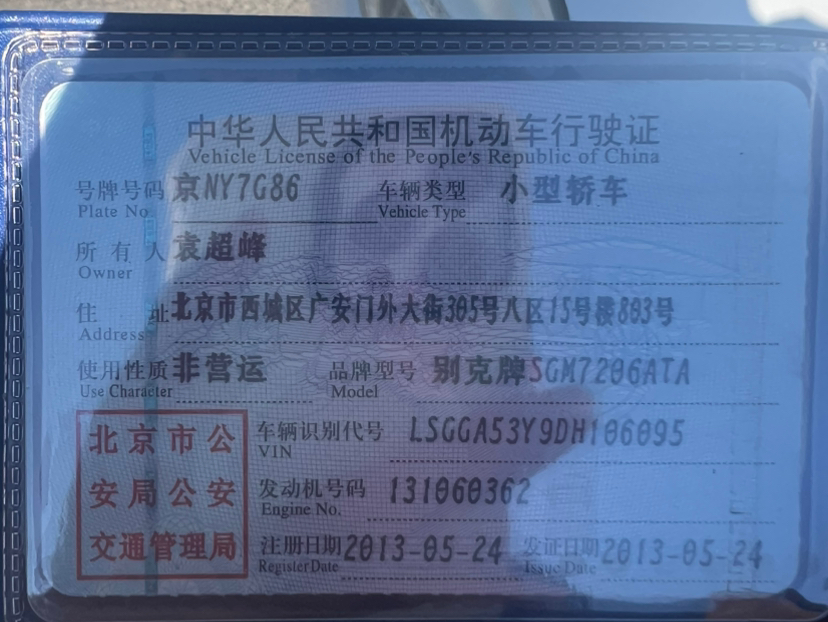 中华人民共和国机动车行驶证
Vehicle License of the People's Republic of China
号牌号码 京NY7G86 车辆类型 小型轿车
Plate No. Vehicle Type
所有人 袁超峰
Owner
住址 北京市西城区广安门外大街305号八区15号楼803号
Address
使用性质 非营运 品牌型号 别克牌SGM7206ATA
Use Character Model
北京市公安局公安交通管理局
车辆识别代号 LSGGA53Y9DH106095
VIN
发动机号码 131060362
Engine No.
注册日期 2013-05-24 发证日期 2013-05-24
Register Date Issue Date